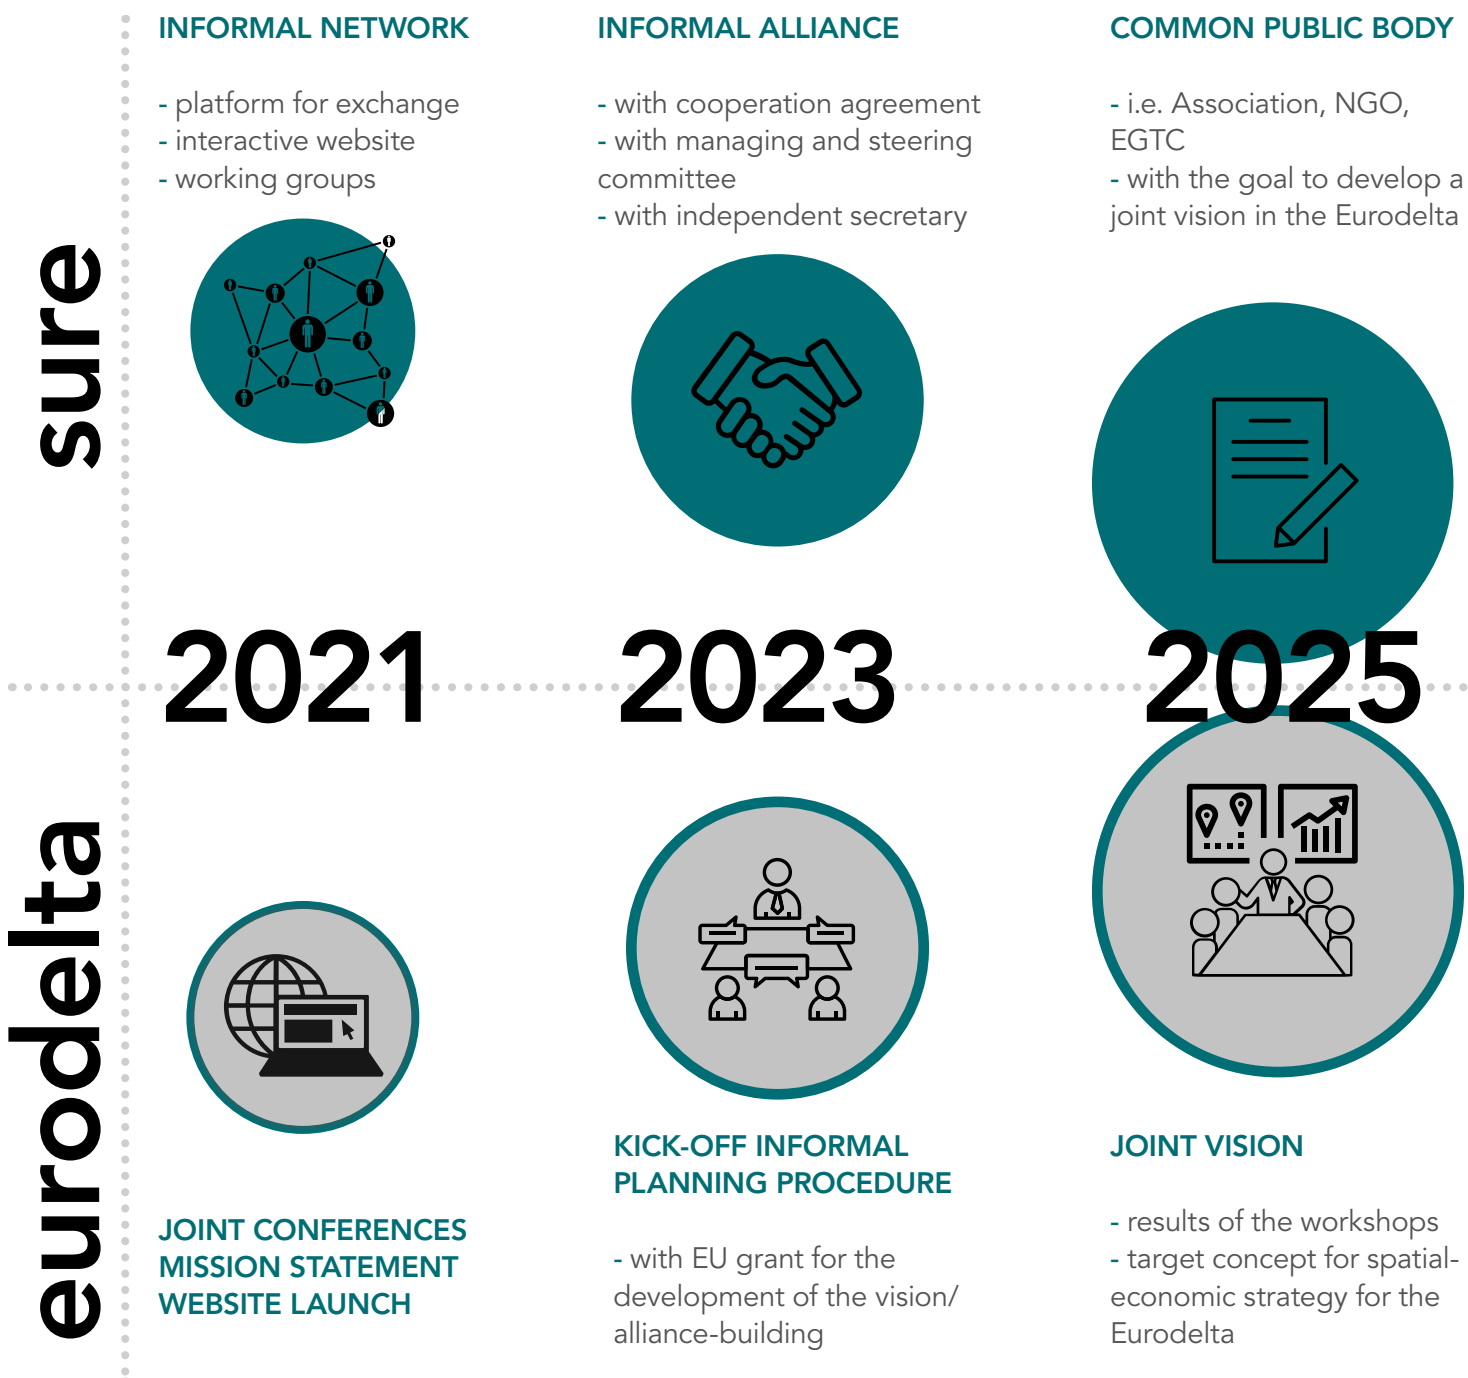 sure
INFORMAL NETWORK
- platform for exchange
- interactive website
- working groups
INFORMAL ALLIANCE
- with cooperation agreement
- with managing and steering
committee
- with independent secretary
COMMON PUBLIC BODY
- i.e. Association, NGO,
EGTC
- with the goal to develop a
joint vision in the Eurodelta
2021
2023
2025
eurodelta
JOINT CONFERENCES
MISSION STATEMENT
WEBSITE LAUNCH
KICK-OFF INFORMAL
PLANNING PROCEDURE
- with EU grant for the
development of the vision/
alliance-building
JOINT VISION
- results of the workshops
- target concept for spatial-
economic strategy for the
Eurodelta